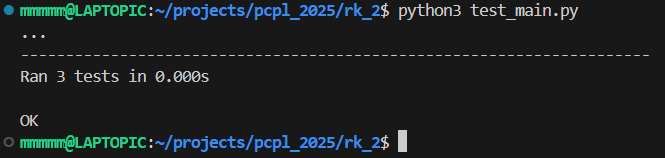 mmmmm@LAPTOPIC:~/projects/pcpl_2025/rk_2$ python3 test_main.py
...
----------------------------------------------------------------------
Ran 3 tests in 0.000s
OK
mmmmm@LAPTOPIC:~/projects/pcpl_2025/rk_2$